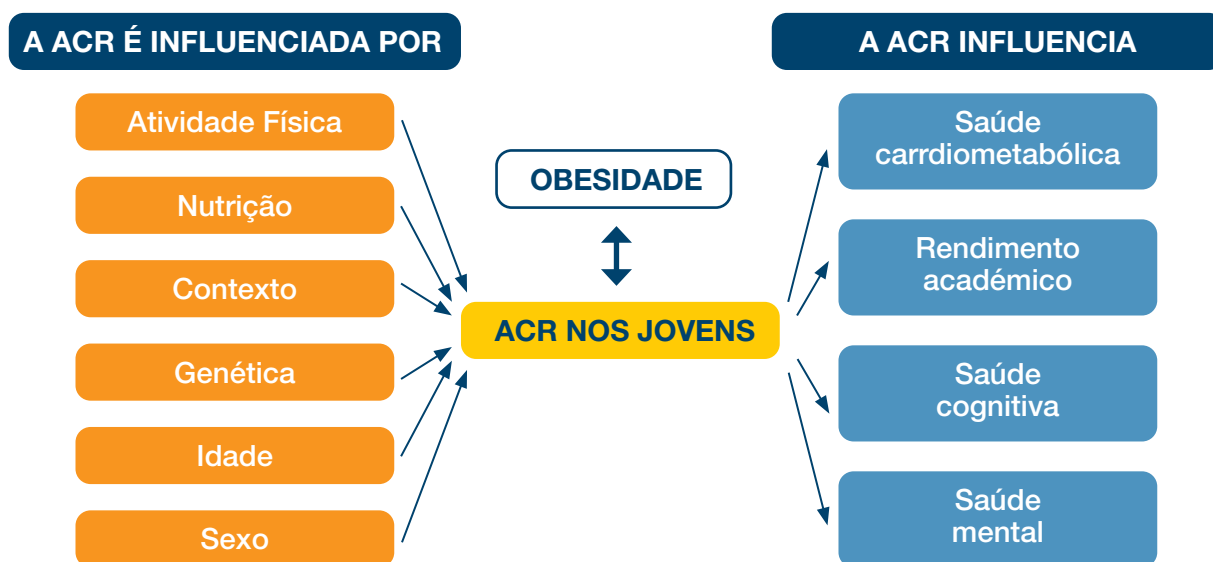 A ACR É INFLUENCIADA POR
Atividade Física
Nutrição
Contexto
Genética
Idade
Sexo
OBESIDADE
ACR NOS JOVENS
A ACR INFLUENCIA
Saúde
carrdiometabólica
Rendimento
académico
Saúde
cognitiva
Saúde
mental